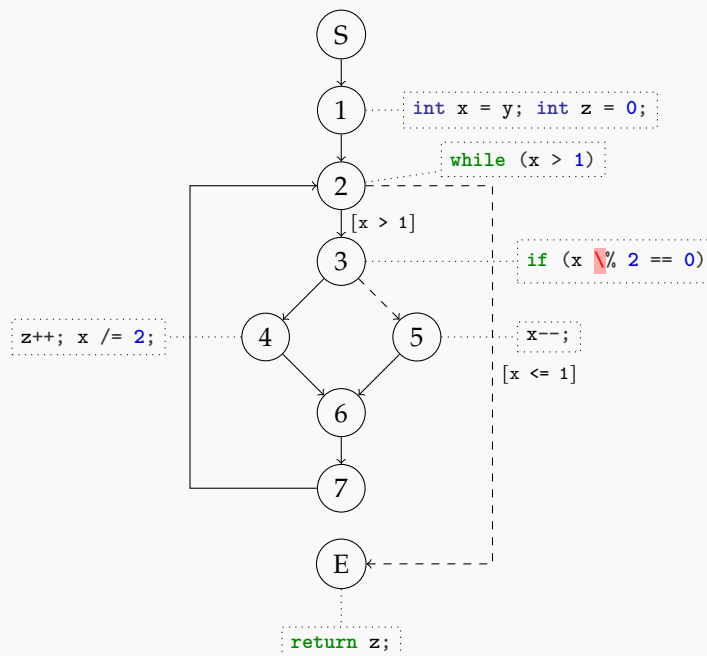 S
1
int x = y; int z = 0;
while (x > 1)
2
[x > 1]
3
if (x \% 2 == 0)
z++; x /= 2;
4
5
x--;
[x <= 1]
6
7
E
return z;